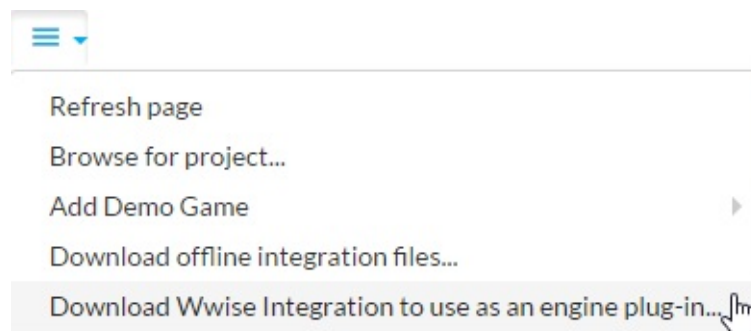 Refresh page
Browse for project...
Add Demo Game
Download offline integration files...
Download Wwise Integration to use as an engine plug-in...